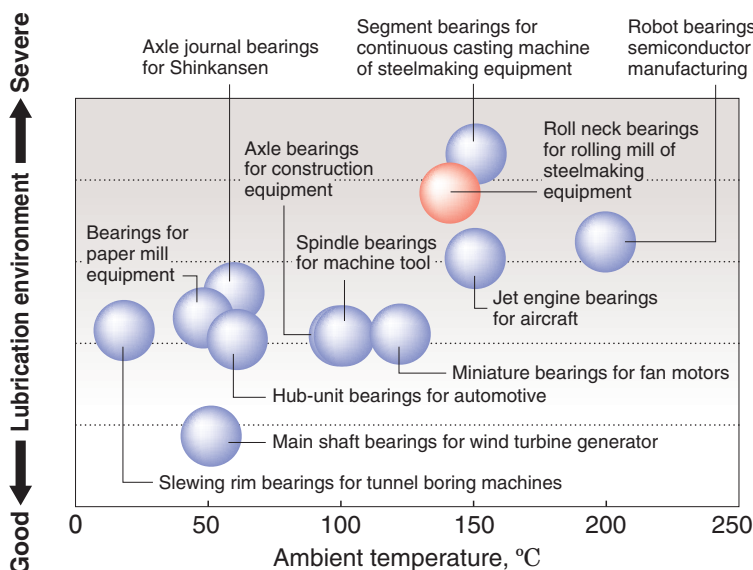 Axle journal bearings
for Shinkansen
Segment bearings for
continuous casting machine
of steelmaking equipment
Robot bearings
semiconductor
manufacturing
Axle bearings
for construction
equipment
Roll neck bearings
for rolling mill of
steelmaking
equipment
Bearings for
paper mill
equipment
Spindle bearings
for machine tool
Jet engine bearings
for aircraft
Miniature bearings for fan motors
Hub-unit bearings for automotive
Main shaft bearings for wind turbine generator
Slewing rim bearings for tunnel boring machines
Good
Lubrication environment
Severe
0 50 100 150 200 250
Ambient temperature, °C